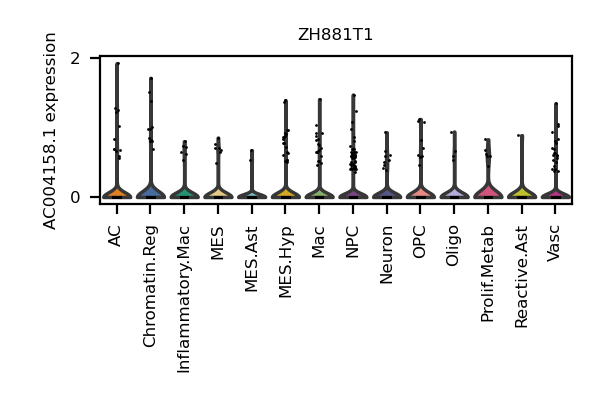 ZH881T1
AC004158.1 expression
2
0
AC
Chromatin.Reg
Inflammatory.Mac
MES
MES.Ast
MES.Hyp
Mac
NPC
Neuron
OPC
Oligo
Prolif.Metab
Reactive.Ast
Vasc